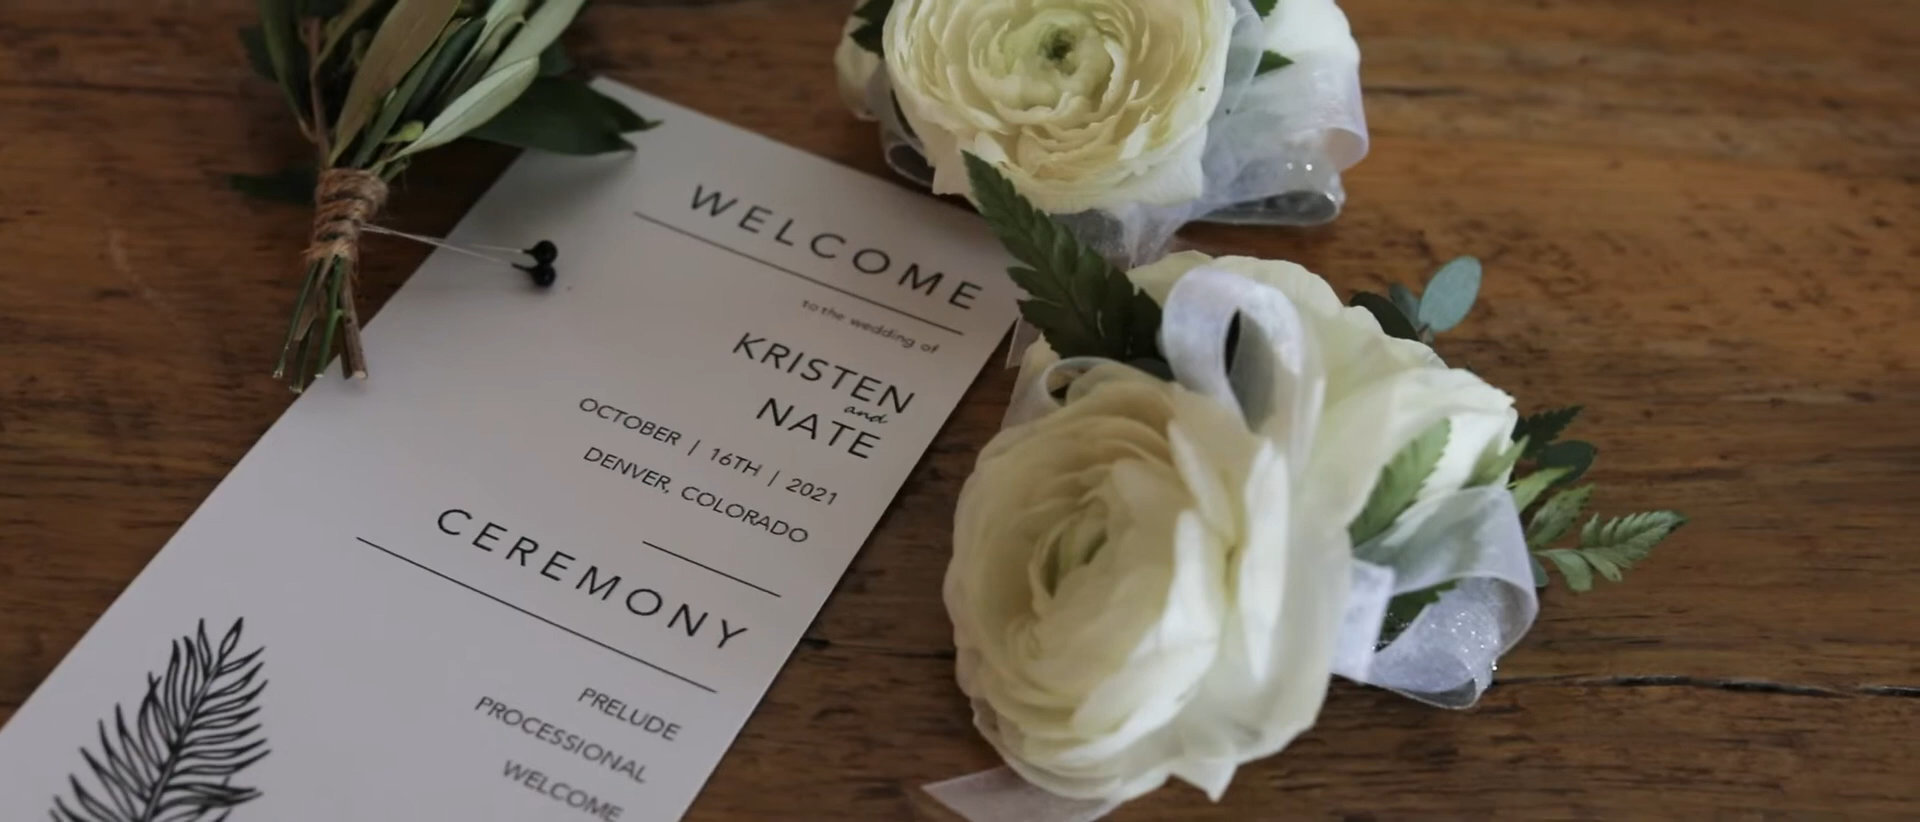 WELCOME
to the wedding of
KRISTEN
and
NATE
OCTOBER | 16TH | 2021
DENVER, COLORADO
CEREMONY
PRELUDE
PROCESSIONAL
WELCOME